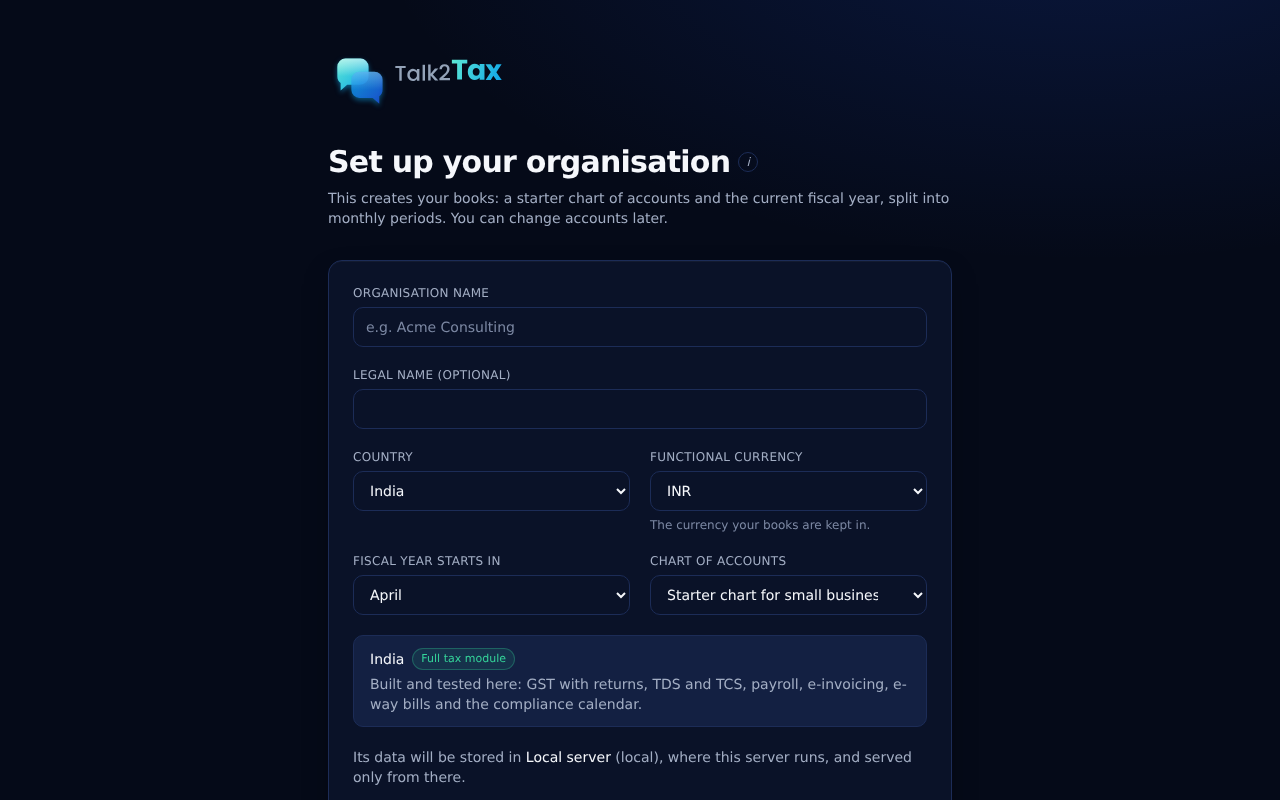 Talk2Tax
Set up your organisation i
This creates your books: a starter chart of accounts and the current fiscal year, split into
monthly periods. You can change accounts later.
ORGANISATION NAME
e.g. Acme Consulting
LEGAL NAME (OPTIONAL)
COUNTRY
FUNCTIONAL CURRENCY
India
INR
The currency your books are kept in.
FISCAL YEAR STARTS IN
CHART OF ACCOUNTS
April
Starter chart for small busines
India Full tax module
Built and tested here: GST with returns, TDS and TCS, payroll, e-invoicing, e-
way bills and the compliance calendar.
Its data will be stored in Local server (local), where this server runs, and served
only from there.